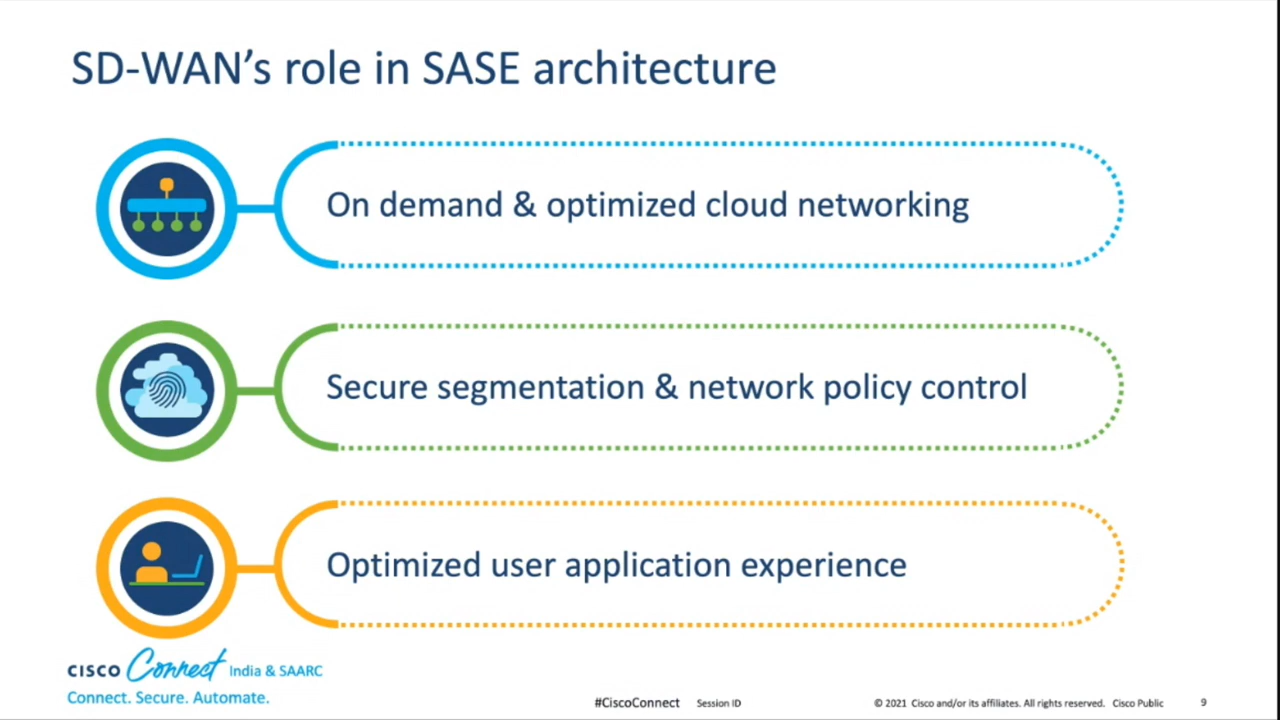 SD-WAN’s role in SASE architecture
On demand & optimized cloud networking
Secure segmentation & network policy control
Optimized user application experience
CISCO Connect India & SAARC
Connect. Secure. Automate.
#CiscoConnect Session ID © 2021 Cisco and/or its affiliates. All rights reserved. Cisco Public 9